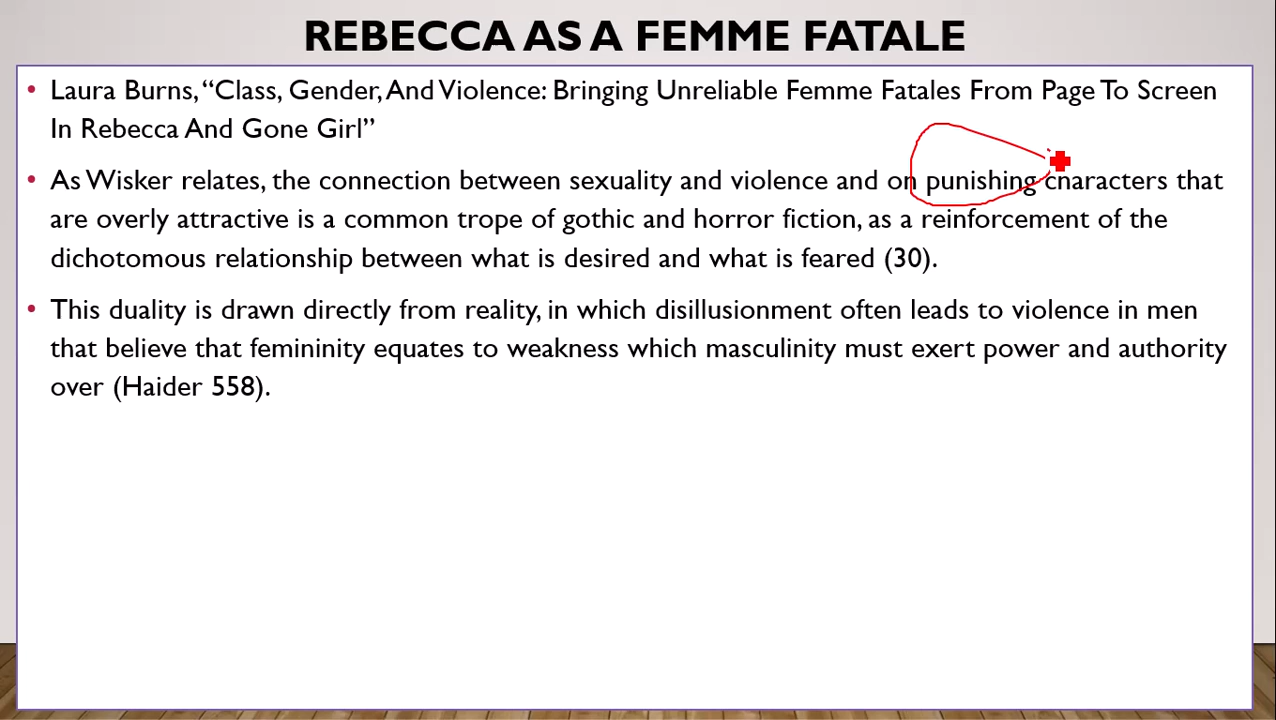 REBECCA AS A FEMME FATALE
• Laura Burns, “Class, Gender, And Violence: Bringing Unreliable Femme Fatales From Page To Screen
In Rebecca And Gone Girl”
• As Wisker relates, the connection between sexuality and violence and on punishing characters that
are overly attractive is a common trope of gothic and horror fiction, as a reinforcement of the
dichotomous relationship between what is desired and what is feared (30).
• This duality is drawn directly from reality, in which disillusionment often leads to violence in men
that believe that femininity equates to weakness which masculinity must exert power and authority
over (Haider 558).